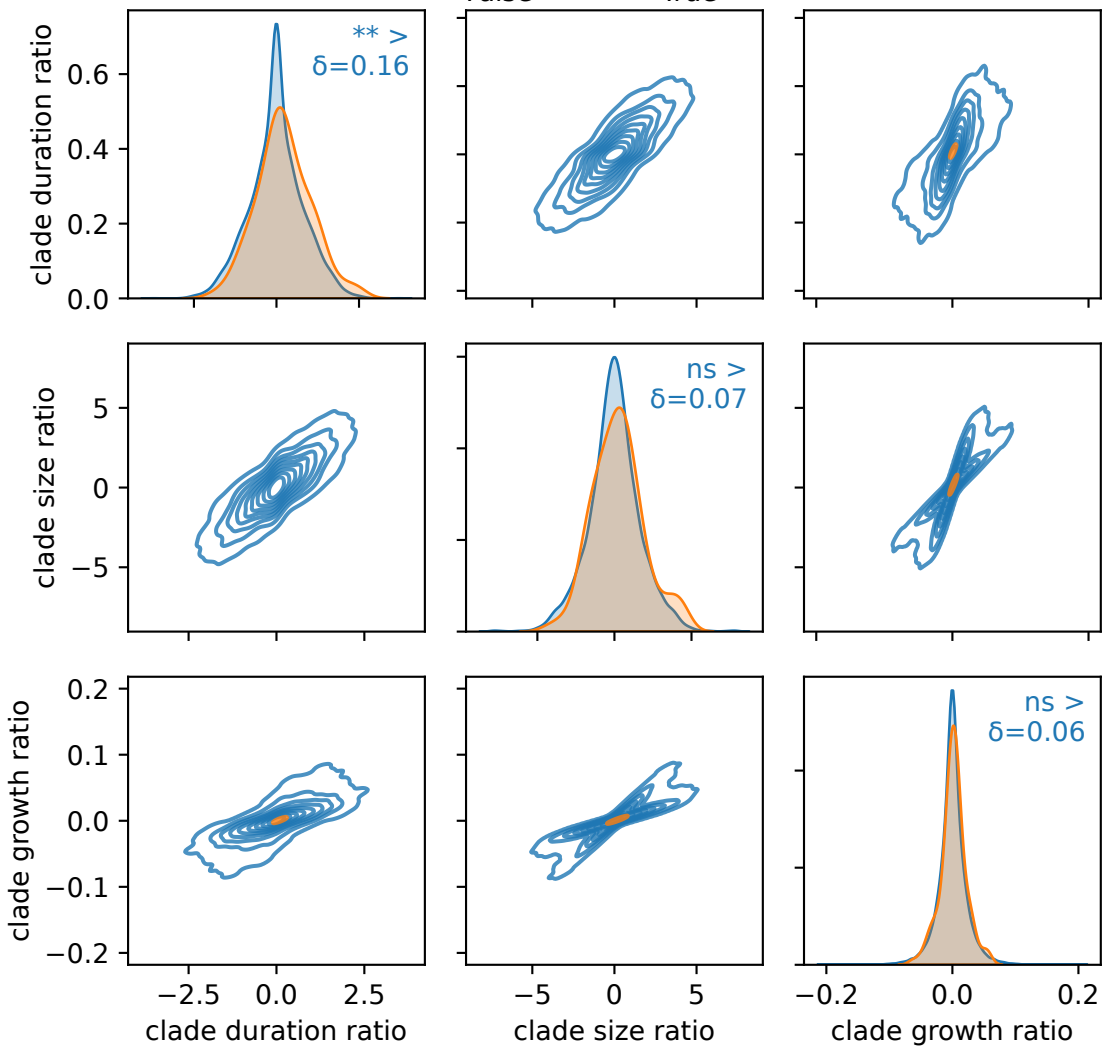 ** >
δ=0.16
clade duration ratio
0.6
0.4
0.2
0.0
ns >
δ=0.07
clade size ratio
5
0
−5
ns >
δ=0.06
clade growth ratio
0.2
0.1
0.0
−0.1
−0.2
−2.5 0.0 2.5
−5 0 5
−0.2 0.0 0.2
clade duration ratio
clade size ratio
clade growth ratio